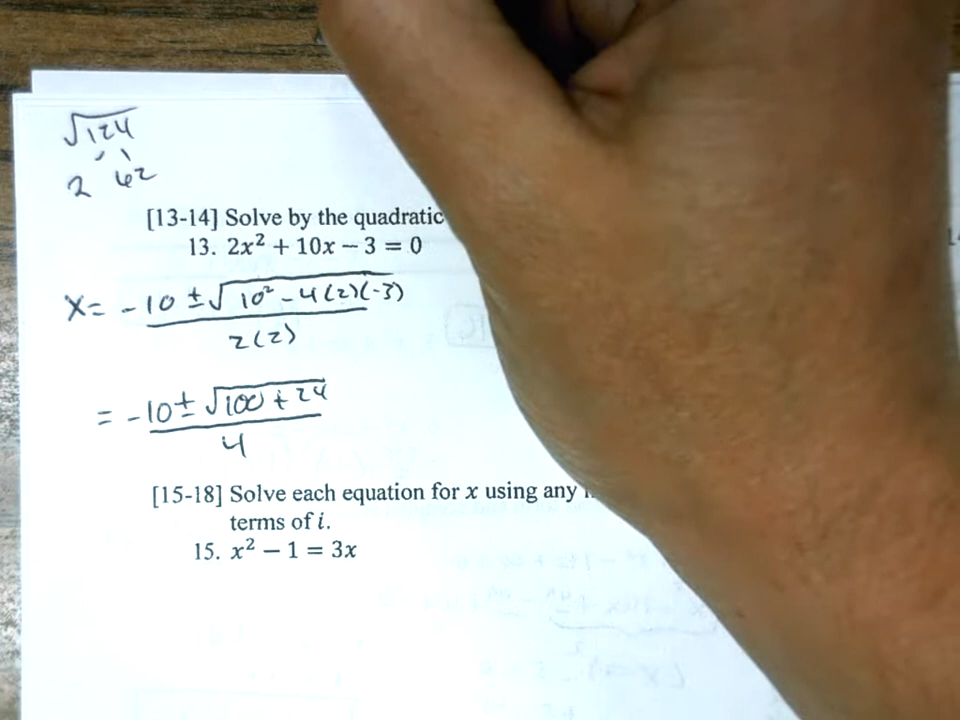 √124
2 62
[13-14] Solve by the quadratic
13. 2x² + 10x − 3 = 0
x = -10 ± √10² - 4(2)(-3)
2(2)
= -10 ± √100 + 24
4
[15-18] Solve each equation for x using any
terms of i.
15. x² − 1 = 3x